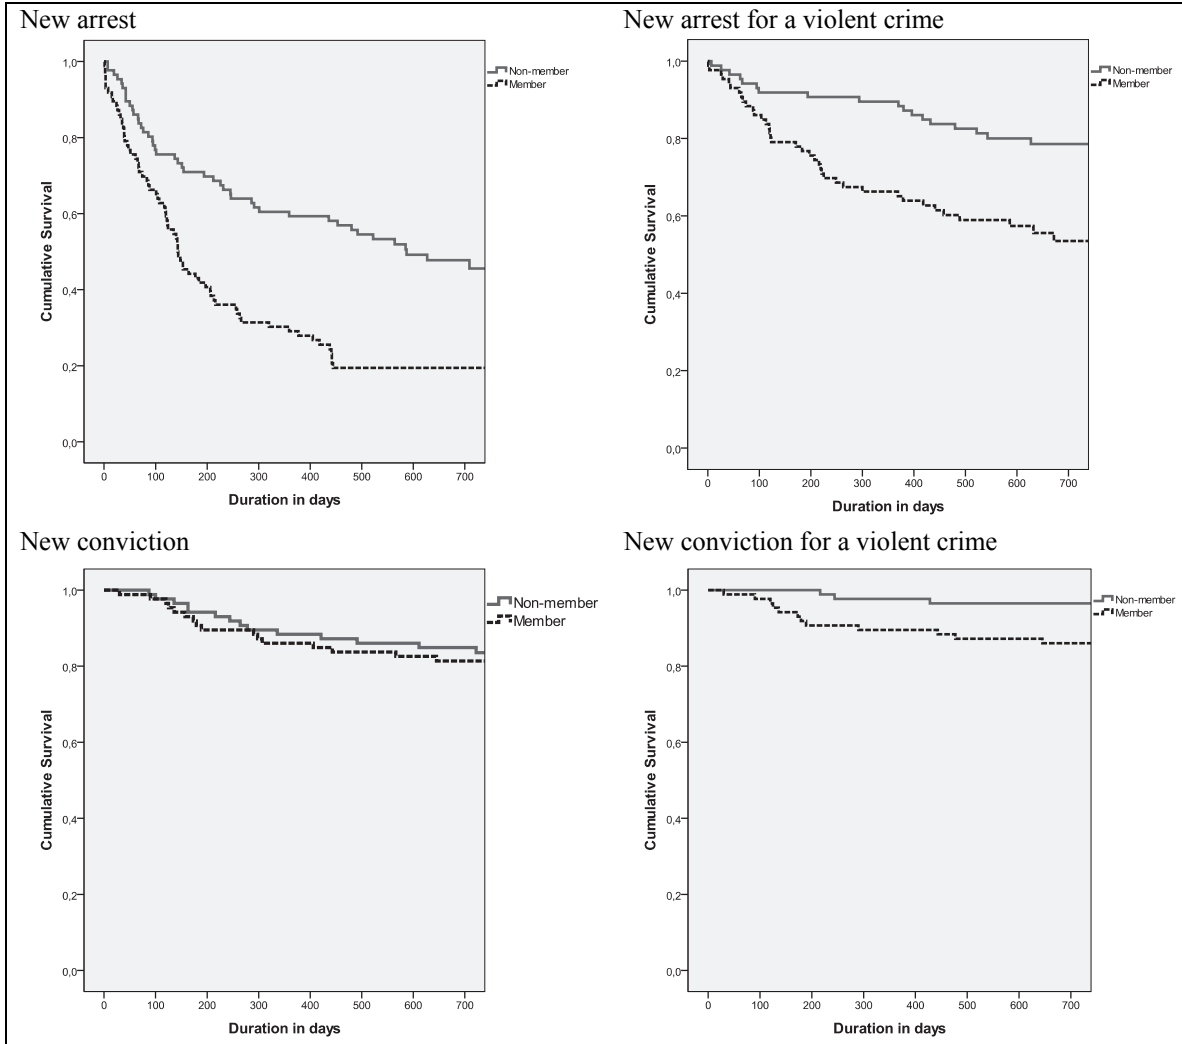 New arrest
Non-member
Member
1,0
0,8
0,6
0,4
0,2
0,0
Cumulative Survival
0 100 200 300 400 500 600 700
Duration in days
New arrest for a violent crime
Non-member
Member
1,0
0,8
0,6
0,4
0,2
0,0
Cumulative Survival
0 100 200 300 400 500 600 700
Duration in days
New conviction
Non-member
Member
1,0
0,8
0,6
0,4
0,2
0,0
Cumulative Survival
0 100 200 300 400 500 600 700
Duration in days
New conviction for a violent crime
Non-member
Member
1,0
0,8
0,6
0,4
0,2
0,0
Cumulative Survival
0 100 200 300 400 500 600 700
Duration in days